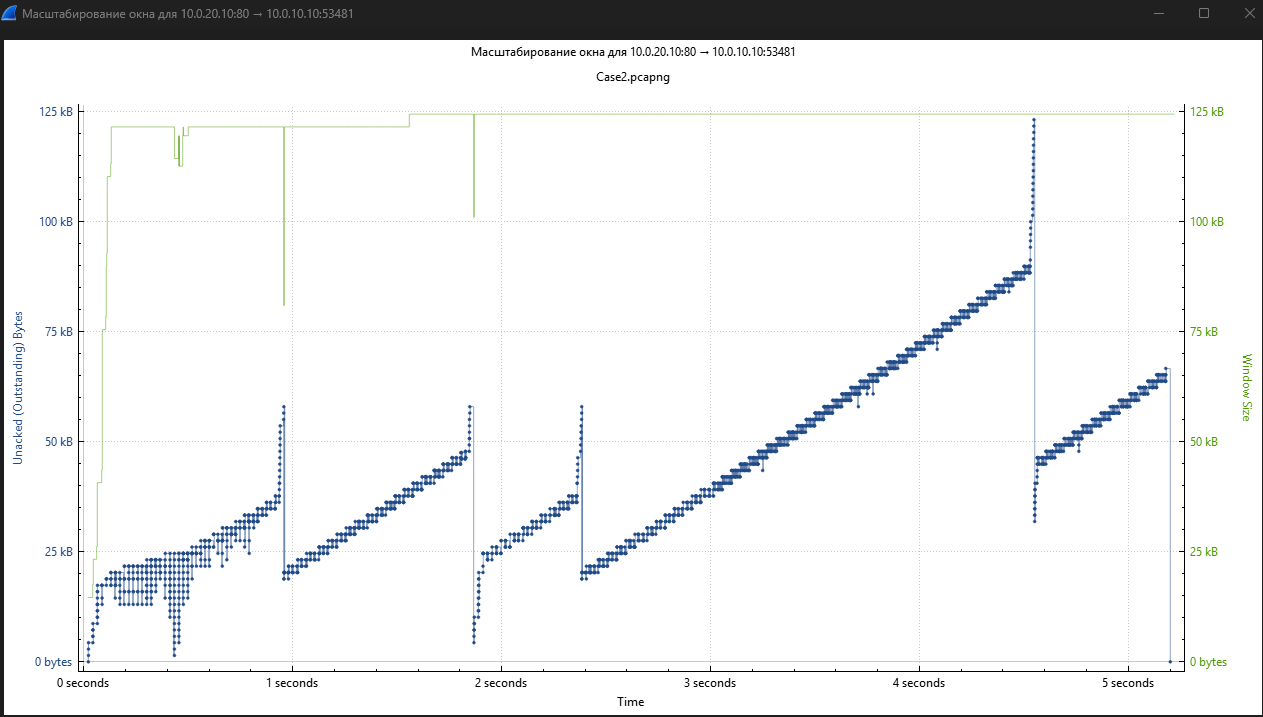 Масштабирование окна для 10.0.20.10:80 → 10.0.10.10:53481
Масштабирование окна для 10.0.20.10:80 → 10.0.10.10:53481
Case2.pcapng
125 kB
100 kB
75 kB
50 kB
25 kB
0 bytes
Unacked (Outstanding) Bytes
125 kB
100 kB
75 kB
50 kB
25 kB
0 bytes
Window Size
0 seconds
1 seconds
2 seconds
3 seconds
4 seconds
5 seconds
Time